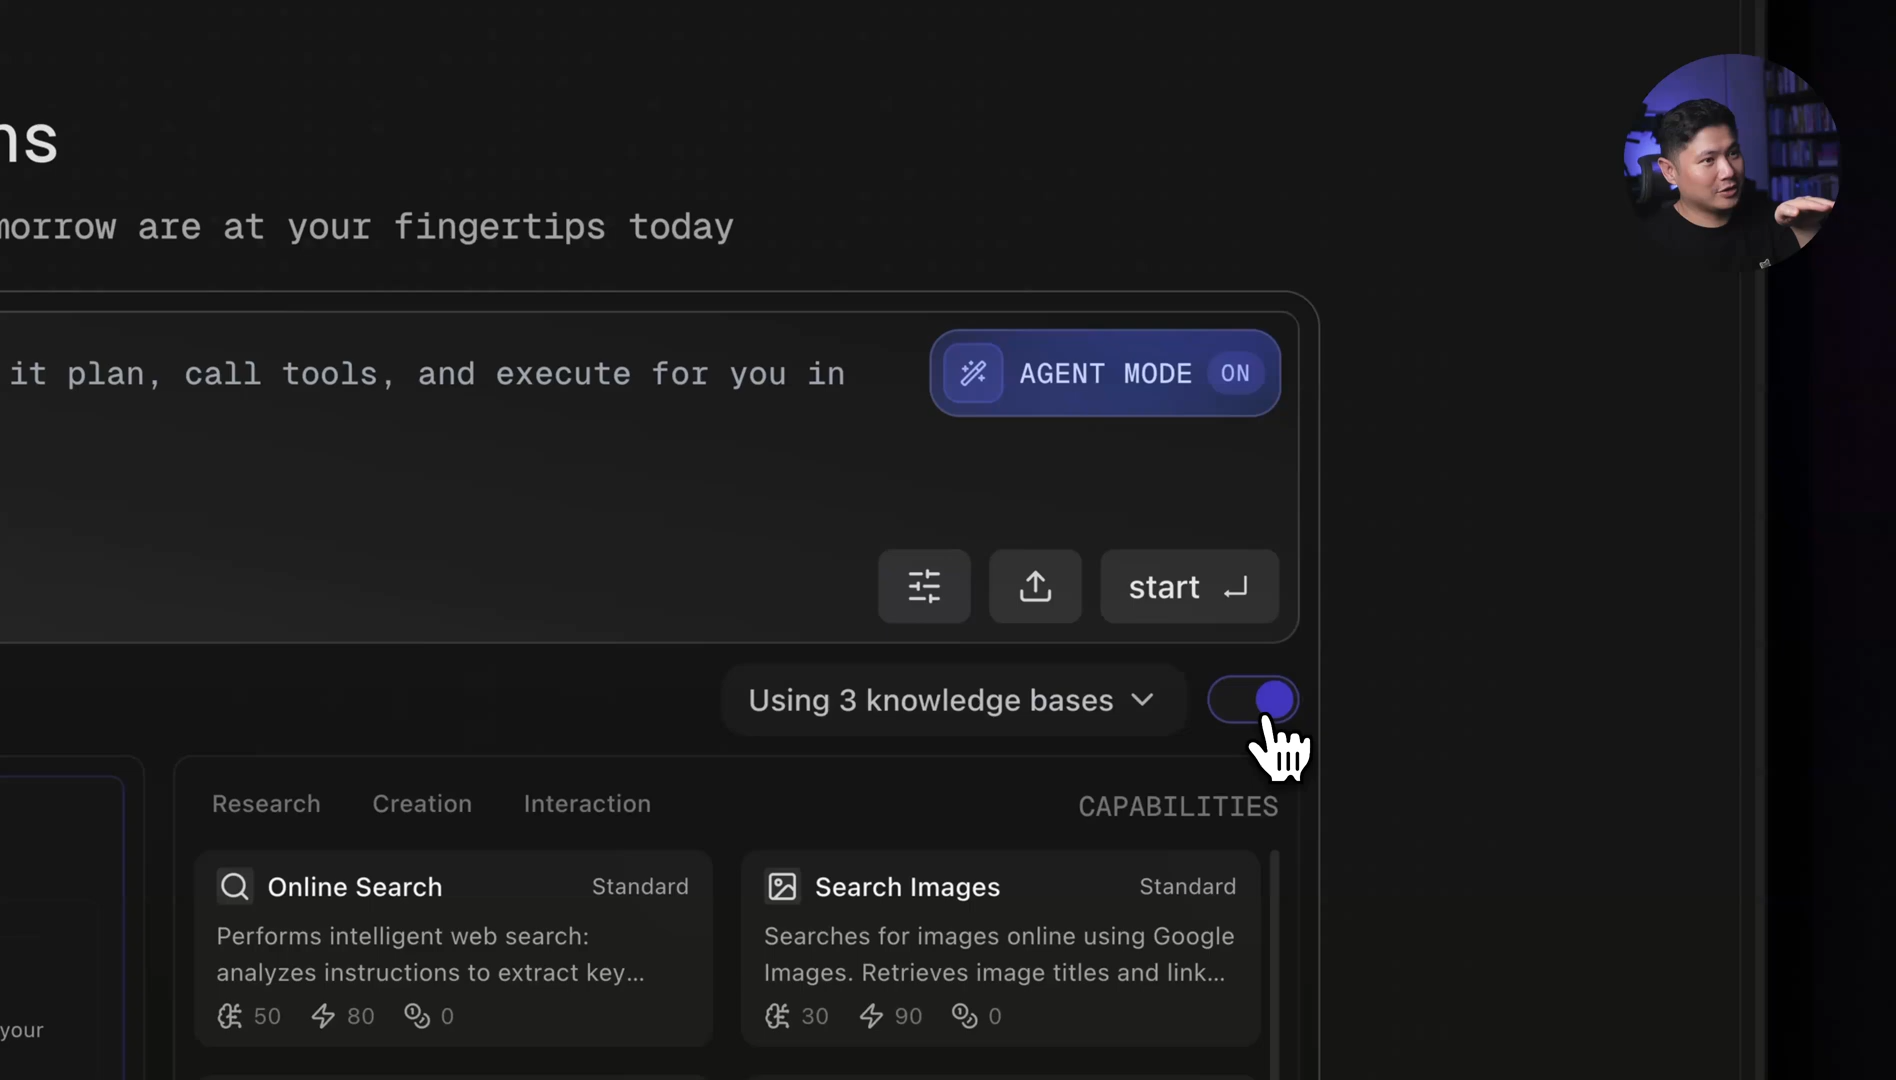 ns
morrow are at your fingertips today
it plan, call tools, and execute for you in
AGENT MODE ON
start
Using 3 knowledge bases
Research Creation Interaction CAPABILITIES
Online Search Standard
Performs intelligent web search:
analyzes instructions to extract key...
50 80 0
Search Images Standard
Searches for images online using Google
Images. Retrieves image titles and link...
30 90 0
your